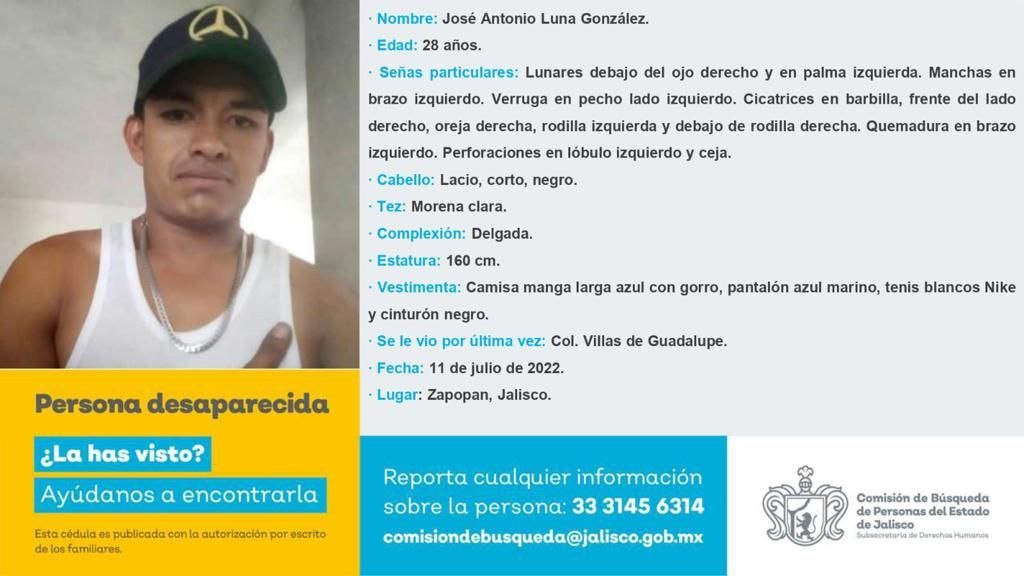 · Nombre: José Antonio Luna González.
· Edad: 28 años.
· Señas particulares: Lunares debajo del ojo derecho y en palma izquierda. Manchas en
brazo izquierdo. Verruga en pecho lado izquierdo. Cicatrices en barbilla, frente del lado
derecho, oreja derecha, rodilla izquierda y debajo de rodilla derecha. Quemadura en brazo
izquierdo. Perforaciones en lóbulo izquierdo y ceja.
· Cabello: Lacio, corto, negro.
· Tez: Morena clara.
· Complexión: Delgada.
· Estatura: 160 cm.
· Vestimenta: Camisa manga larga azul con gorro, pantalón azul marino, tenis blancos Nike
y cinturón negro.
· Se le vio por última vez: Col. Villas de Guadalupe.
· Fecha: 11 de julio de 2022.
· Lugar: Zapopan, Jalisco.
Persona desaparecida
¿La has visto?
Ayúdanos a encontrarla
Esta cédula es publicada con la autorización por escrito
de los familiares.
Reporta cualquier información
sobre la persona: 33 3145 6314
comisiondebusqueda@jalisco.gob.mx
Comisión de Búsqueda
de Personas del Estado
de Jalisco
Subsecretaría de Derechos Humanos